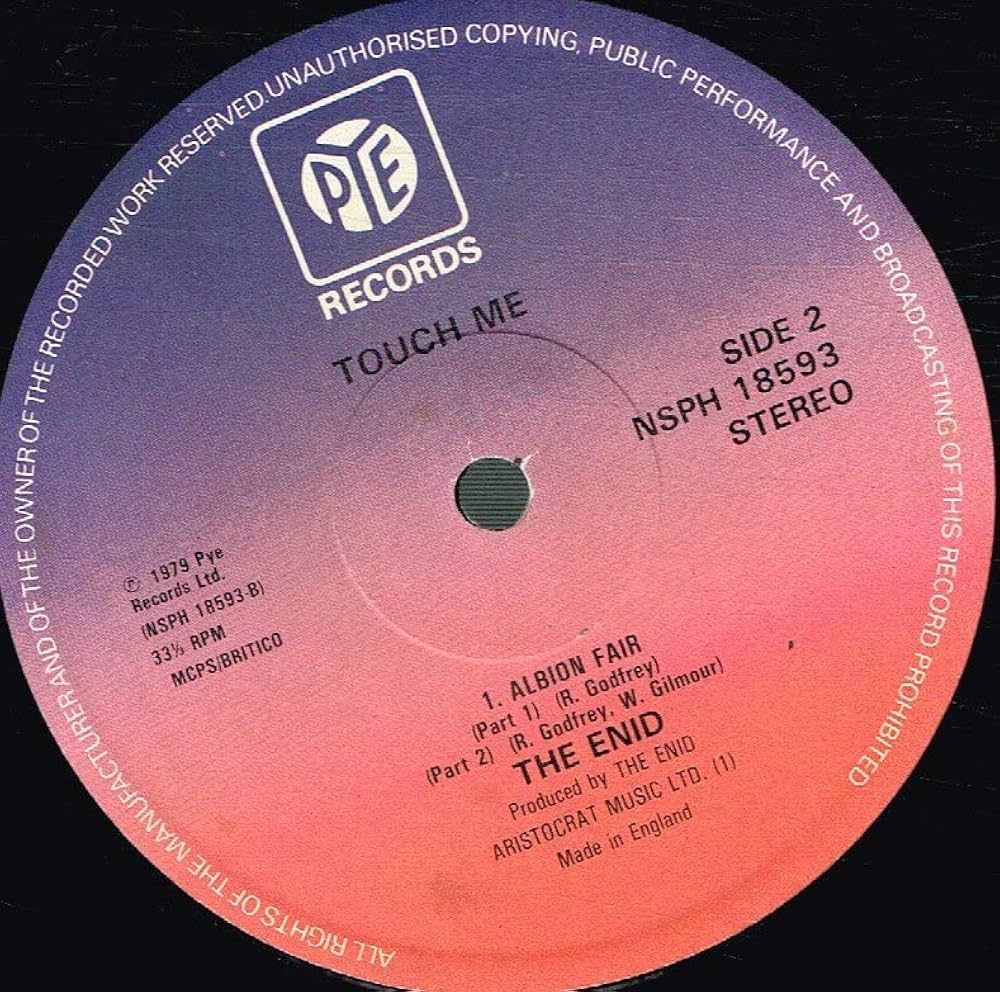 ALL RIGHTS OF THE MANUFACTURER AND OF THE OWNER OF THE RECORDED WORK RESERVED. UNAUTHORISED COPYING, PUBLIC PERFORMANCE AND BROADCASTING OF THIS RECORD PROHIBITED
PYE
RECORDS
TOUCH ME
SIDE 2
NSPH 18593
STEREO
℗ 1979 Pye
Records Ltd.
(NSPH 18593-B)
33⅓ RPM
MCPS/BRITICO
1. ALBION FAIR
(Part 1) (R. Godfrey)
(Part 2) (R. Godfrey, W. Gilmour)
THE ENID
Produced by THE ENID
ARISTOCRAT MUSIC LTD. (1)
Made in England